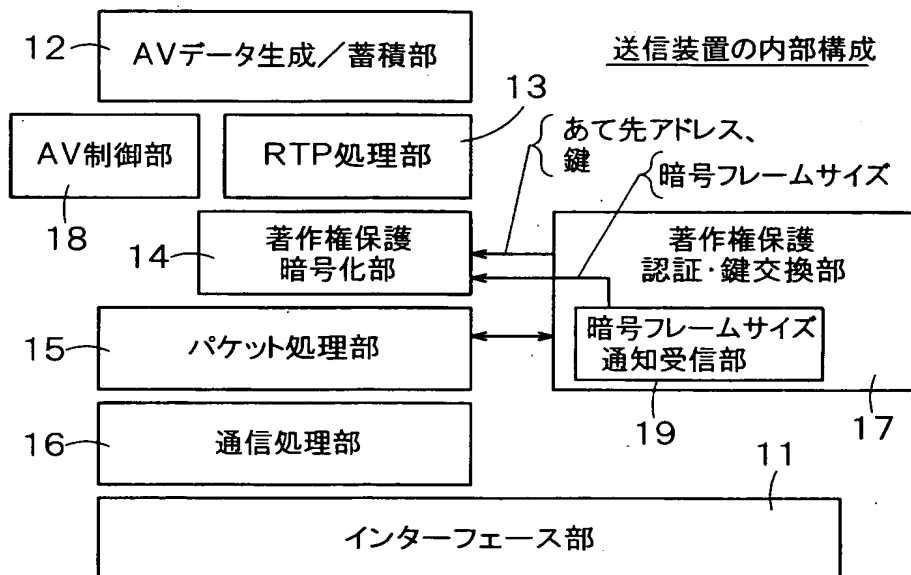 送信装置の内部構成
12
AVデータ生成／蓄積部
13
あて先アドレス、
鍵
暗号フレームサイズ
AV制御部
18
RTP処理部
14
著作権保護
暗号化部
著作権保護
認証・鍵交換部
暗号フレームサイズ
通知受信部
19
17
15
パケット処理部
16
通信処理部
11
インターフェース部